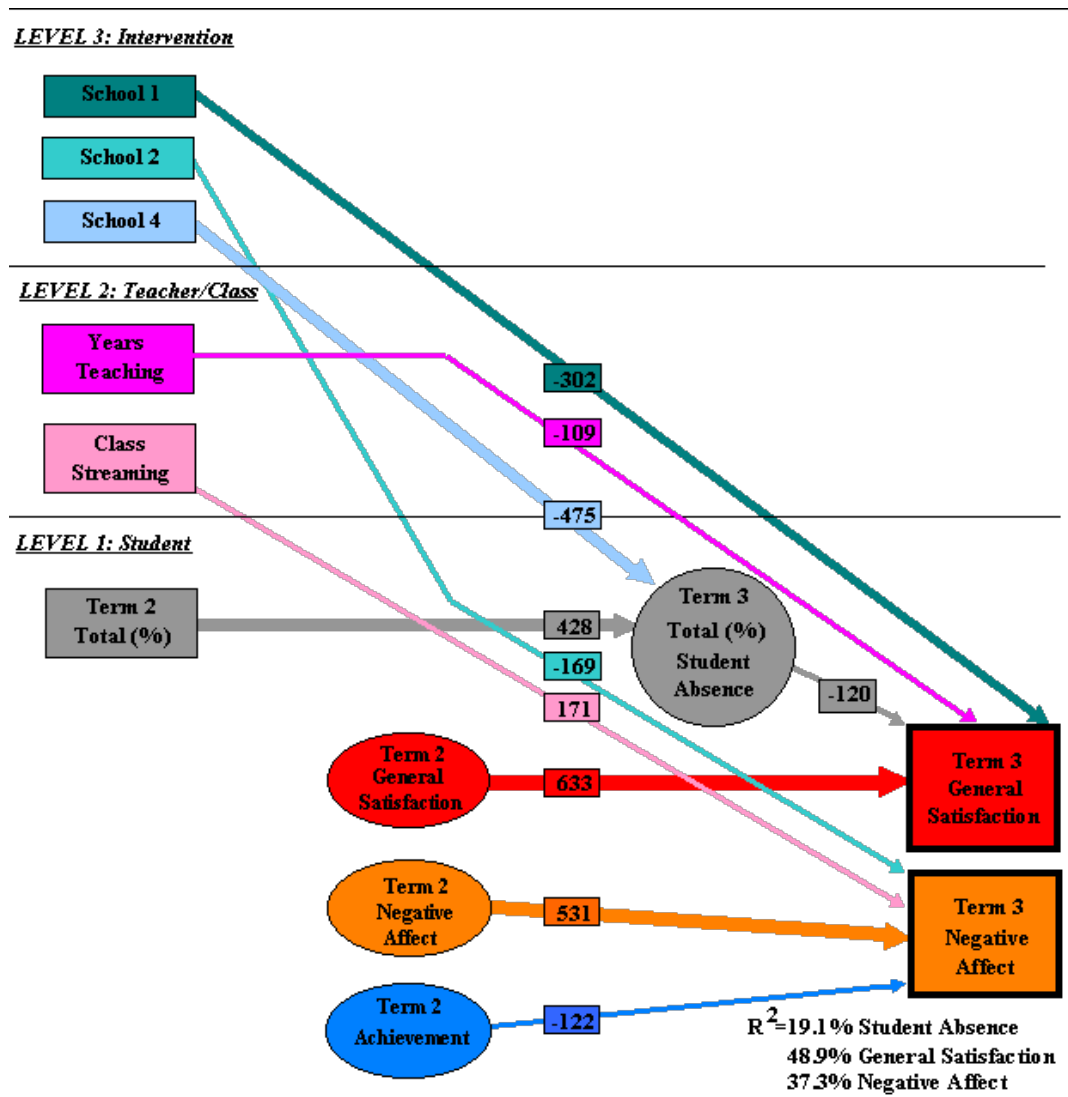 LEVEL 3: Intervention
School 1
School 2
School 4
LEVEL 2: Teacher/Class
Years
Teaching
-302
-109
Class
Streaming
-475
LEVEL 1: Student
Term 2
Total (%)
428
Term 3
Total (%)
Student
Absence
-169
171
-120
Term 2
General
Satisfaction
633
Term 3
General
Satisfaction
Term 2
Negative
Affect
531
Term 3
Negative
Affect
Term 2
Achievement
-122
R²=19.1% Student Absence
48.9% General Satisfaction
37.3% Negative Affect